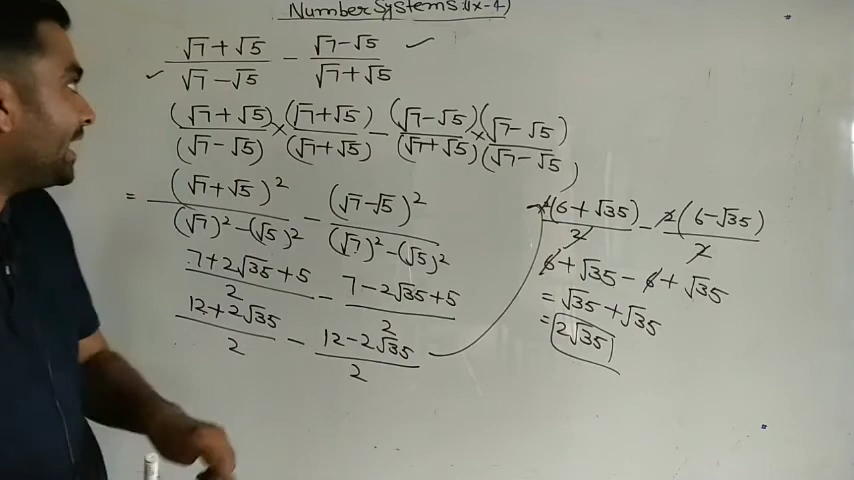 Number Systems (Ix-4)
(√7+√5)/(√7-√5) - (√7-√5)/(√7+√5)
(√7+√5)/(√7-√5) × (√7+√5)/(√7+√5) - (√7-√5)/(√7+√5) × (√7-√5)/(√7-√5)
= (√7+√5)²/((√7)²-(√5)²) - (√7-√5)²/((√7)²-(√5)²)
(7+2√35+5)/2 - (7-2√35+5)/2
(12+2√35)/2 - (12-2√35)/2
2(6+√35)/2 - 2(6-√35)/2
6+√35-6+√35
= √35+√35
= 2√35